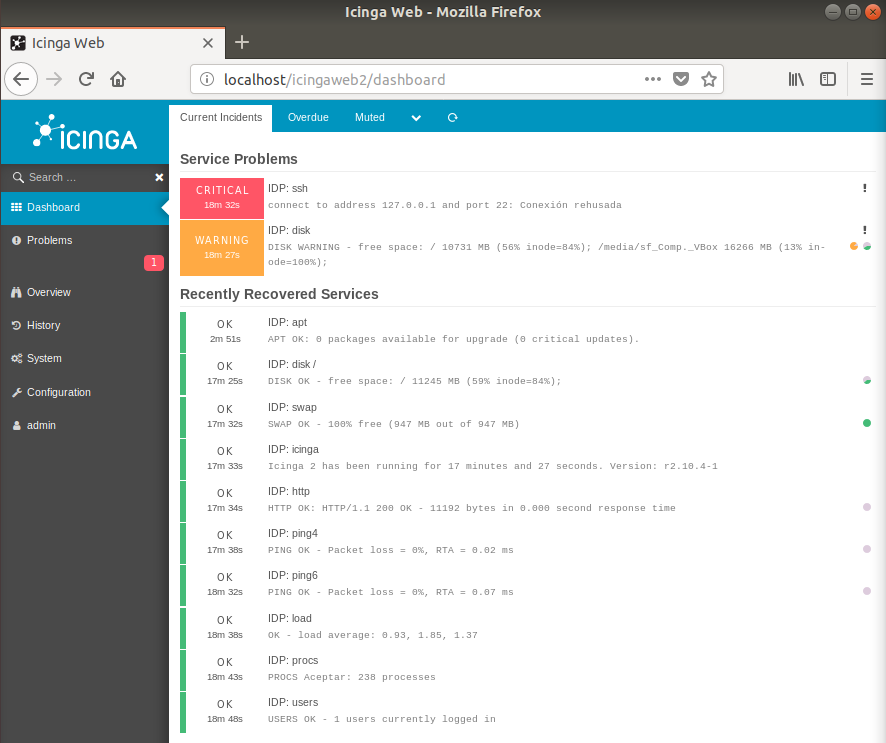 Icinga Web - Mozilla Firefox
Icinga Web
localhost/icingaweb2/dashboard
ICINGA
Current Incidents Overdue Muted
Search ...
Dashboard
Problems
1
Overview
History
System
Configuration
admin
Service Problems
CRITICAL IDP: ssh
18m 32s connect to address 127.0.0.1 and port 22: Conexión rehusada
WARNING IDP: disk
18m 27s DISK WARNING - free space: / 10731 MB (56% inode=84%); /media/sf_Comp._VBox 16266 MB (13% in-
ode=100%);
Recently Recovered Services
OK IDP: apt
2m 51s APT OK: 0 packages available for upgrade (0 critical updates).
OK IDP: disk /
17m 25s DISK OK - free space: / 11245 MB (59% inode=84%);
OK IDP: swap
17m 32s SWAP OK - 100% free (947 MB out of 947 MB)
OK IDP: icinga
17m 33s Icinga 2 has been running for 17 minutes and 27 seconds. Version: r2.10.4-1
OK IDP: http
17m 34s HTTP OK: HTTP/1.1 200 OK - 11192 bytes in 0.000 second response time
OK IDP: ping4
17m 38s PING OK - Packet loss = 0%, RTA = 0.02 ms
OK IDP: ping6
18m 32s PING OK - Packet loss = 0%, RTA = 0.07 ms
OK IDP: load
18m 38s OK - load average: 0.93, 1.85, 1.37
OK IDP: procs
18m 43s PROCS Aceptar: 238 processes
OK IDP: users
18m 48s USERS OK - 1 users currently logged in